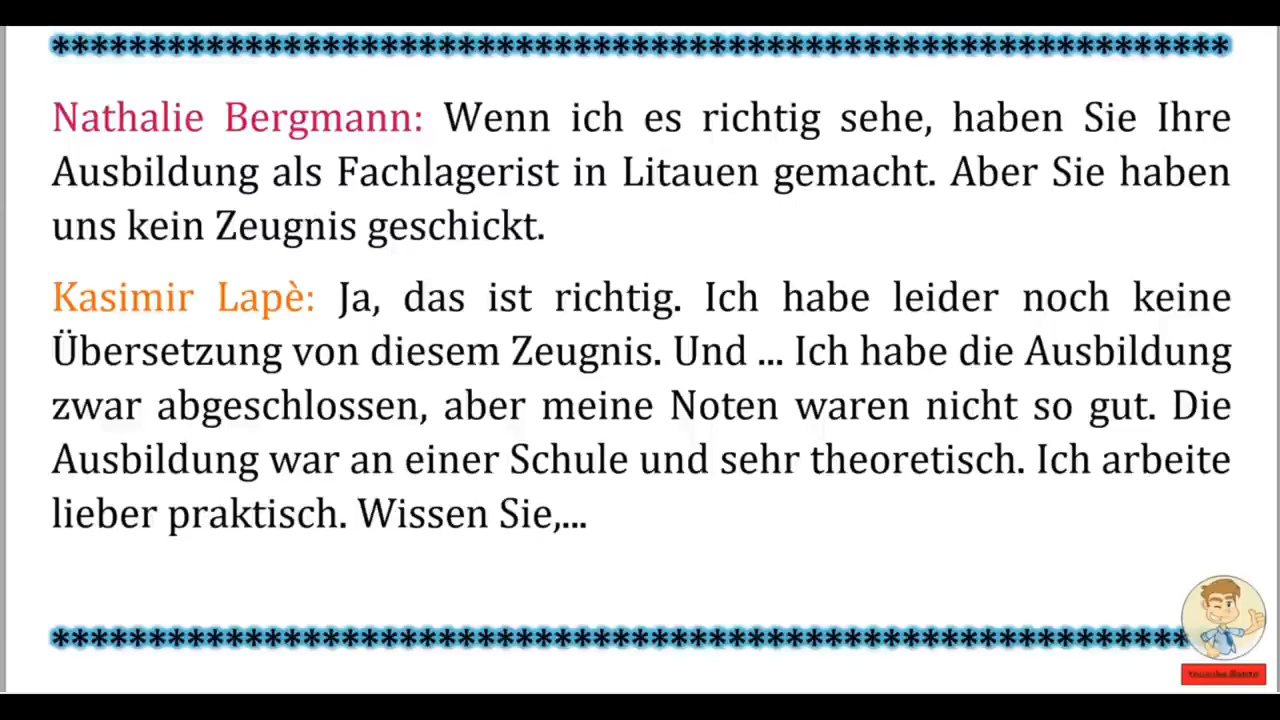 ************************************************************
Nathalie Bergmann: Wenn ich es richtig sehe, haben Sie Ihre
Ausbildung als Fachlagerist in Litauen gemacht. Aber Sie haben
uns kein Zeugnis geschickt.
Kasimir Lapè: Ja, das ist richtig. Ich habe leider noch keine
Übersetzung von diesem Zeugnis. Und ... Ich habe die Ausbildung
zwar abgeschlossen, aber meine Noten waren nicht so gut. Die
Ausbildung war an einer Schule und sehr theoretisch. Ich arbeite
lieber praktisch. Wissen Sie,...
**********************************************************